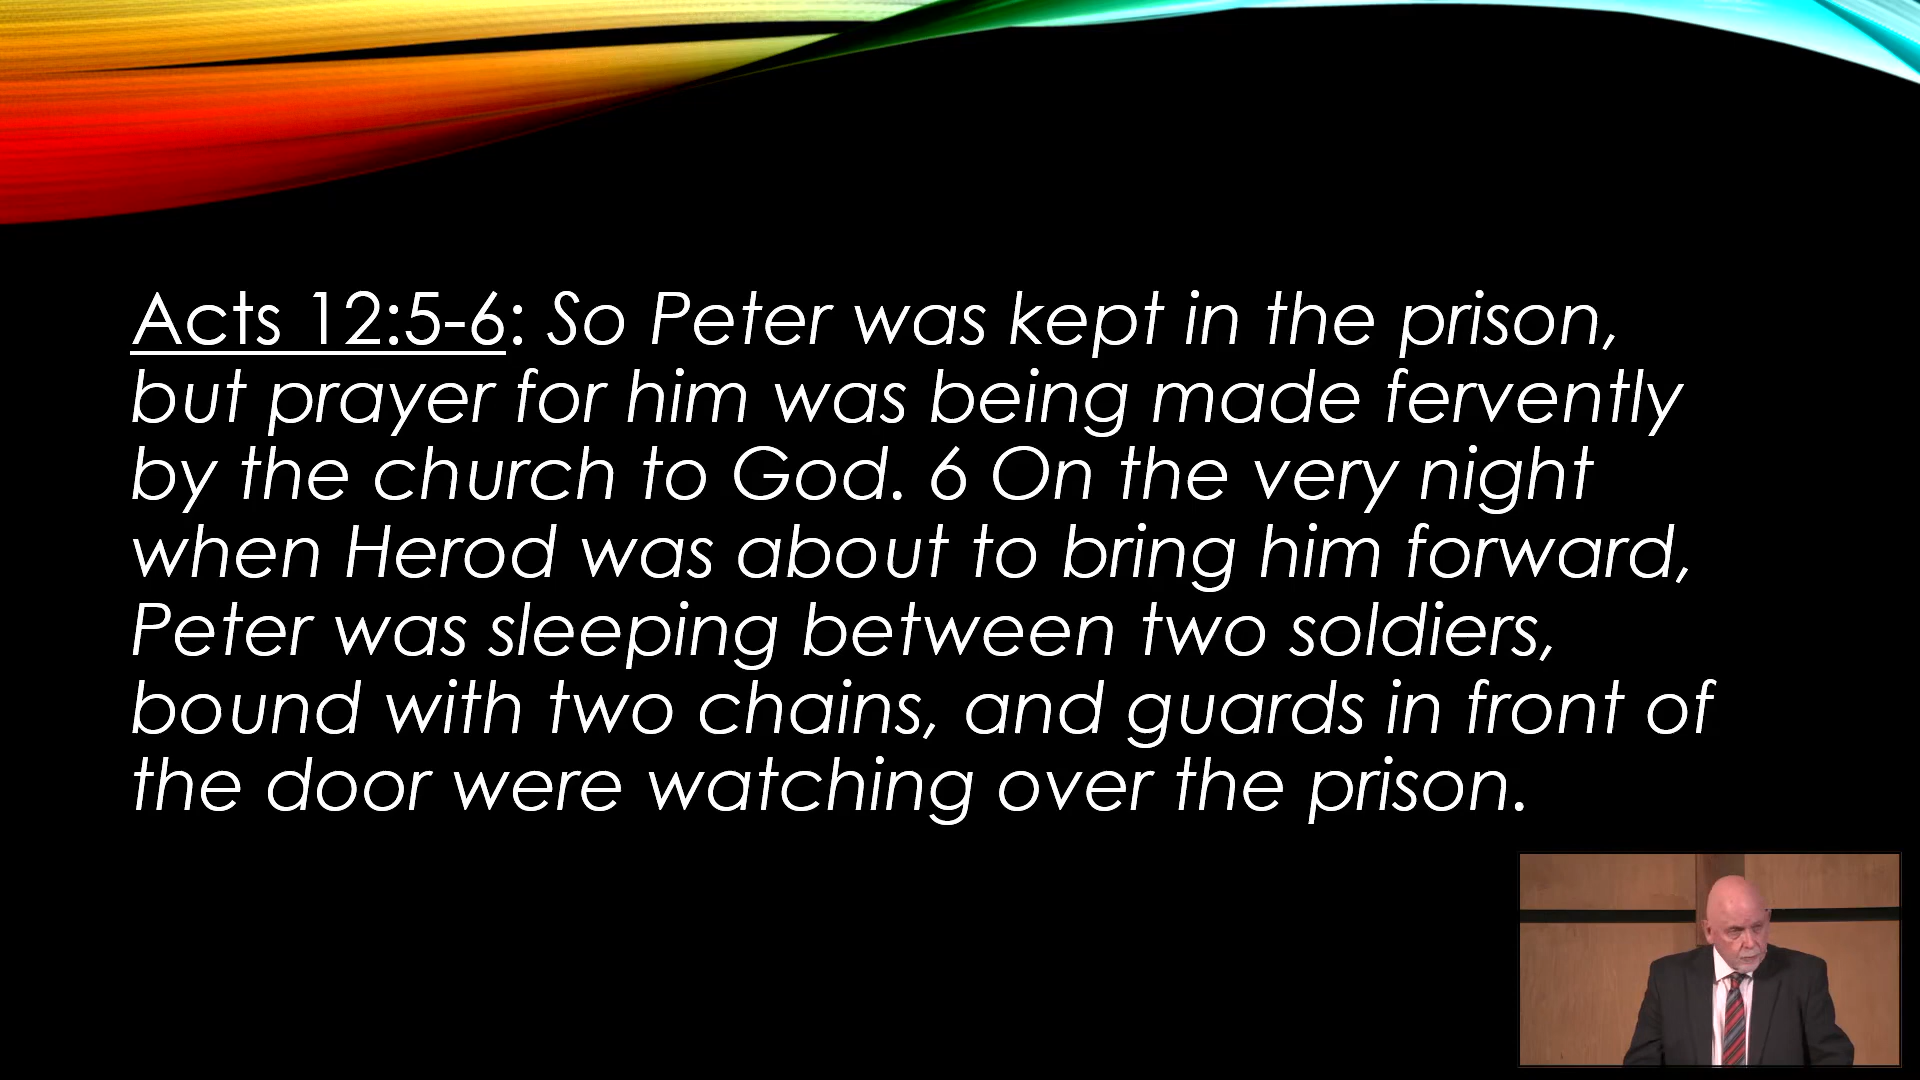 Acts 12:5-6: So Peter was kept in the prison,
but prayer for him was being made fervently
by the church to God. 6 On the very night
when Herod was about to bring him forward,
Peter was sleeping between two soldiers,
bound with two chains, and guards in front of
the door were watching over the prison.